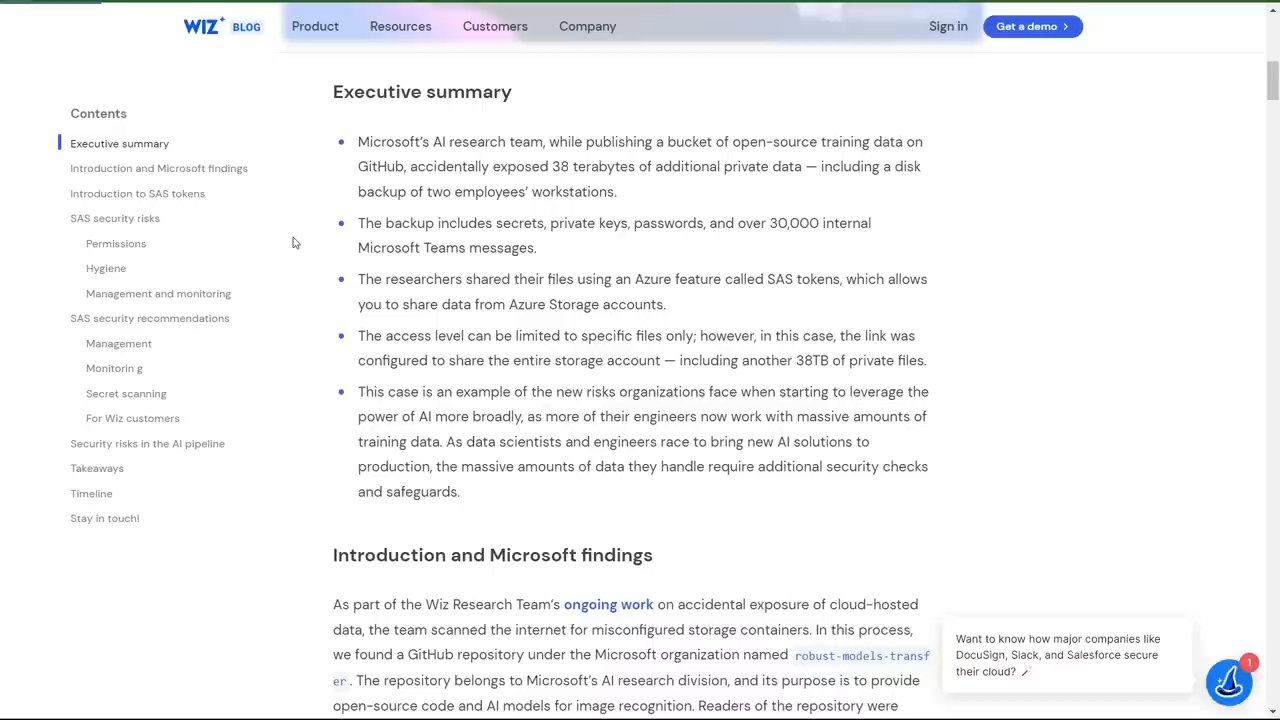 WIZ BLOG Product Resources Customers Company Sign in Get a demo
Contents
Executive summary
Introduction and Microsoft findings
Introduction to SAS tokens
SAS security risks
Permissions
Hygiene
Management and monitoring
SAS security recommendations
Management
Monitorin g
Secret scanning
For Wiz customers
Security risks in the AI pipeline
Takeaways
Timeline
Stay in touch!
Executive summary
Microsoft's AI research team, while publishing a bucket of open-source training data on
GitHub, accidentally exposed 38 terabytes of additional private data — including a disk
backup of two employees' workstations.
The backup includes secrets, private keys, passwords, and over 30,000 internal
Microsoft Teams messages.
The researchers shared their files using an Azure feature called SAS tokens, which allows
you to share data from Azure Storage accounts.
The access level can be limited to specific files only; however, in this case, the link was
configured to share the entire storage account — including another 38TB of private files.
This case is an example of the new risks organizations face when starting to leverage the
power of AI more broadly, as more of their engineers now work with massive amounts of
training data. As data scientists and engineers race to bring new AI solutions to
production, the massive amounts of data they handle require additional security checks
and safeguards.
Introduction and Microsoft findings
As part of the Wiz Research Team's ongoing work on accidental exposure of cloud-hosted
data, the team scanned the internet for misconfigured storage containers. In this process,
we found a GitHub repository under the Microsoft organization named robust-models-transf
er. The repository belongs to Microsoft's AI research division, and its purpose is to provide
open-source code and AI models for image recognition. Readers of the repository were
Want to know how major companies like
DocuSign, Slack, and Salesforce secure
their cloud? 🪄
1